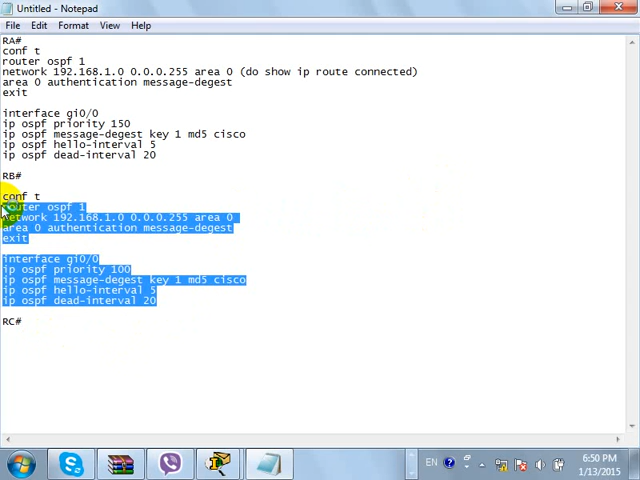 Untitled - Notepad
File Edit Format View Help
RA#
conf t
router ospf 1
network 192.168.1.0 0.0.0.255 area 0 (do show ip route connected)
area 0 authentication message-degest
exit
interface gi0/0
ip ospf priority 150
ip ospf message-degest key 1 md5 cisco
ip ospf hello-interval 5
ip ospf dead-interval 20
RB#
conf t
router ospf 1
network 192.168.1.0 0.0.0.255 area 0
area 0 authentication message-degest
exit
interface gi0/0
ip ospf priority 100
ip ospf message-degest key 1 md5 cisco
ip ospf hello-interval 5
ip ospf dead-interval 20
RC#
EN
6:50 PM
1/13/2015